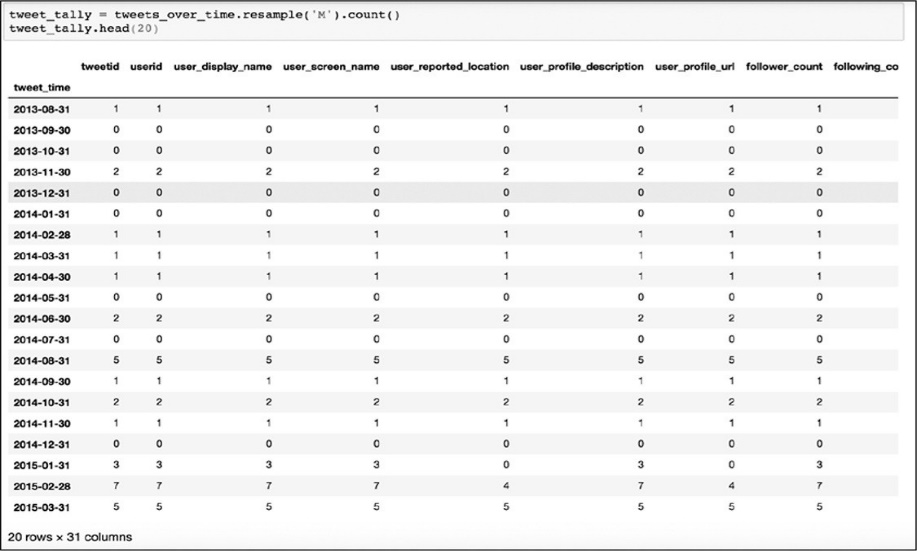 tweet_tally = tweets_over_time.resample('M').count()
tweet_tally.head(20)
tweetid userid user_display_name user_screen_name user_reported_location user_profile_description user_profile_url follower_count following_co
tweet_time
2013-08-31 1 1 1 1 1 1 1 1
2013-09-30 0 0 0 0 0 0 0 0
2013-10-31 0 0 0 0 0 0 0 0
2013-11-30 2 2 2 2 2 2 2 2
2013-12-31 0 0 0 0 0 0 0 0
2014-01-31 0 0 0 0 0 0 0 0
2014-02-28 1 1 1 1 1 1 1 1
2014-03-31 1 1 1 1 1 1 1 1
2014-04-30 1 1 1 1 1 1 1 1
2014-05-31 0 0 0 0 0 0 0 0
2014-06-30 2 2 2 2 2 2 2 2
2014-07-31 0 0 0 0 0 0 0 0
2014-08-31 5 5 5 5 5 5 5 5
2014-09-30 1 1 1 1 1 1 1 1
2014-10-31 2 2 2 2 2 2 2 2
2014-11-30 1 1 1 1 1 1 1 1
2014-12-31 0 0 0 0 0 0 0 0
2015-01-31 3 3 3 3 0 3 0 3
2015-02-28 7 7 7 7 4 7 4 7
2015-03-31 5 5 5 5 5 5 5 5
20 rows × 31 columns